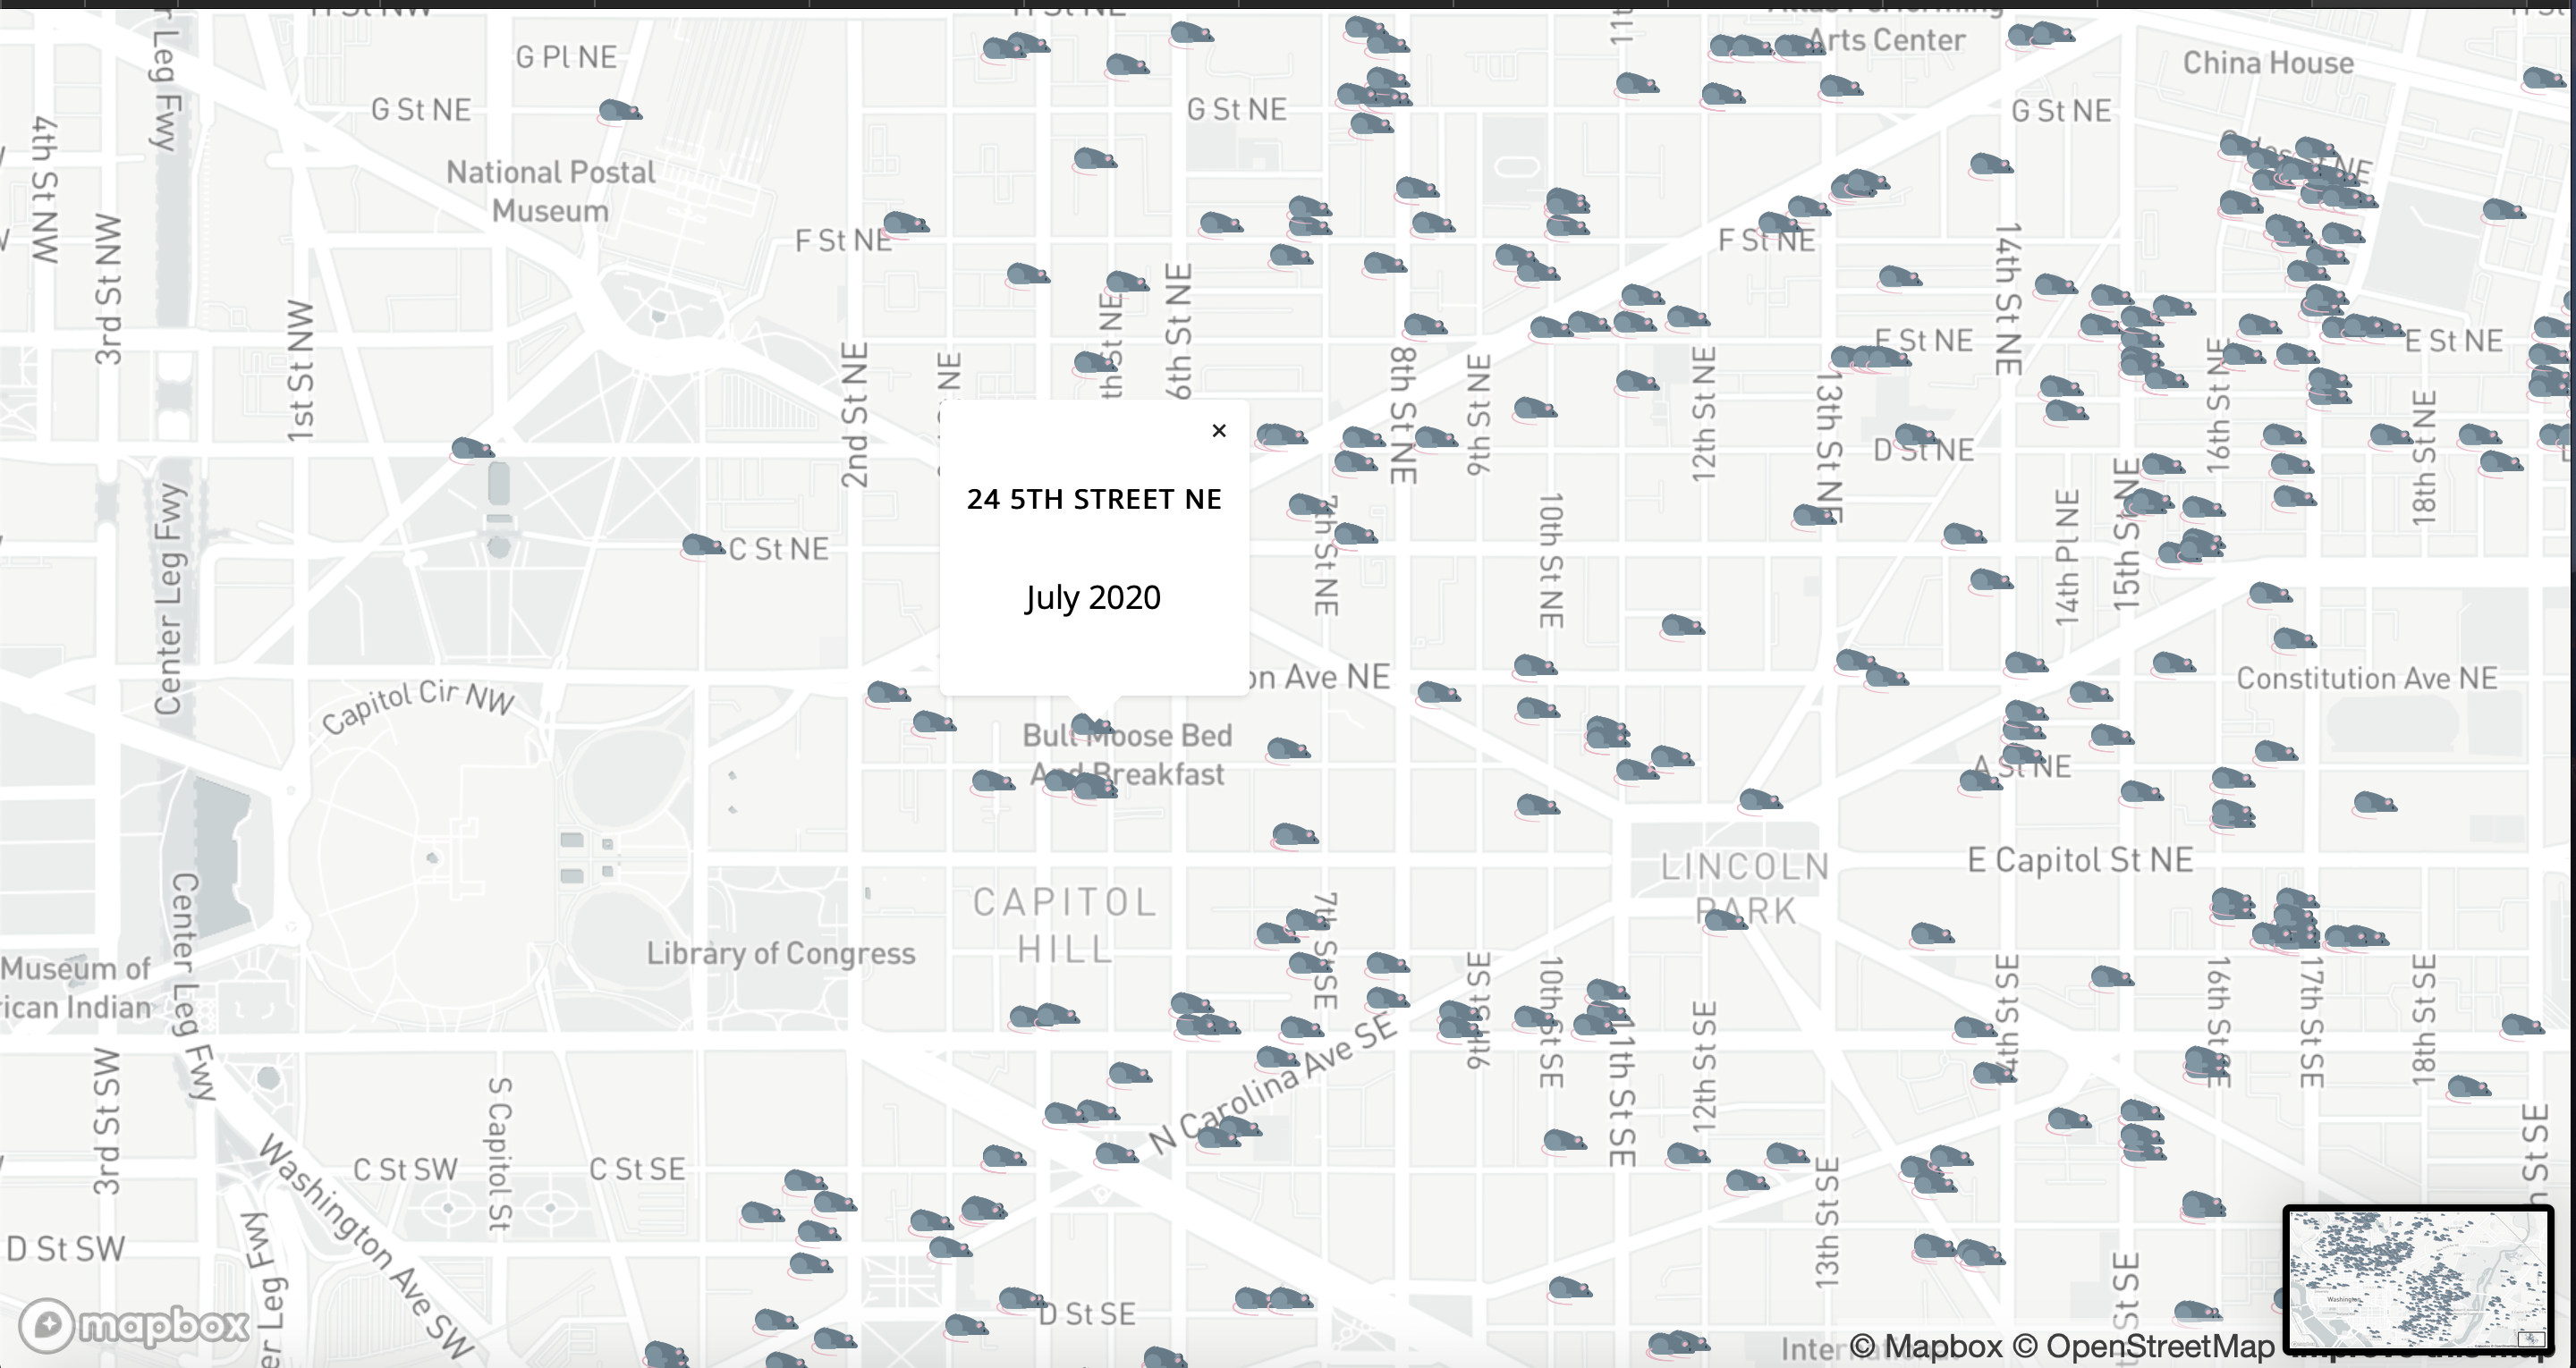 G Pl NE
G St NE
G St NE
Arts Center
China House
G St NE
4th St NW
3rd St NW
National Postal
Museum
F St NE
F St NE
14th St NE
1st St NW
2nd St NE
NE
6th St NE
8th St NE
9th St NE
12th St NE
E St NE
13th St NE
16th St NE
E St NE
18th St NE
D St NE
×
24 5TH STREET NE
July 2020
Center Leg Fwy
C St NE
7th St NE
10th St NE
14th Pl NE
15th St NE
Capitol Cir NW
on Ave NE
Constitution Ave NE
Bull Moose Bed
And Breakfast
A St NE
LINCOLN
PARK
E Capitol St NE
CAPITOL
HILL
Library of Congress
Center Leg Fwy
Museum of
rican Indian
7th St SE
9th St SE
10th St SE
11th St SE
12th St SE
16th St SE
17th St SE
18th St SE
N Carolina Ave SE
3rd St SW
S Capitol St
C St SW
C St SE
Washington Ave SW
13th St SE
D St SW
er Leg Fwy
D St SE
St SE
mapbox
© Mapbox © OpenStreetMap
Washington